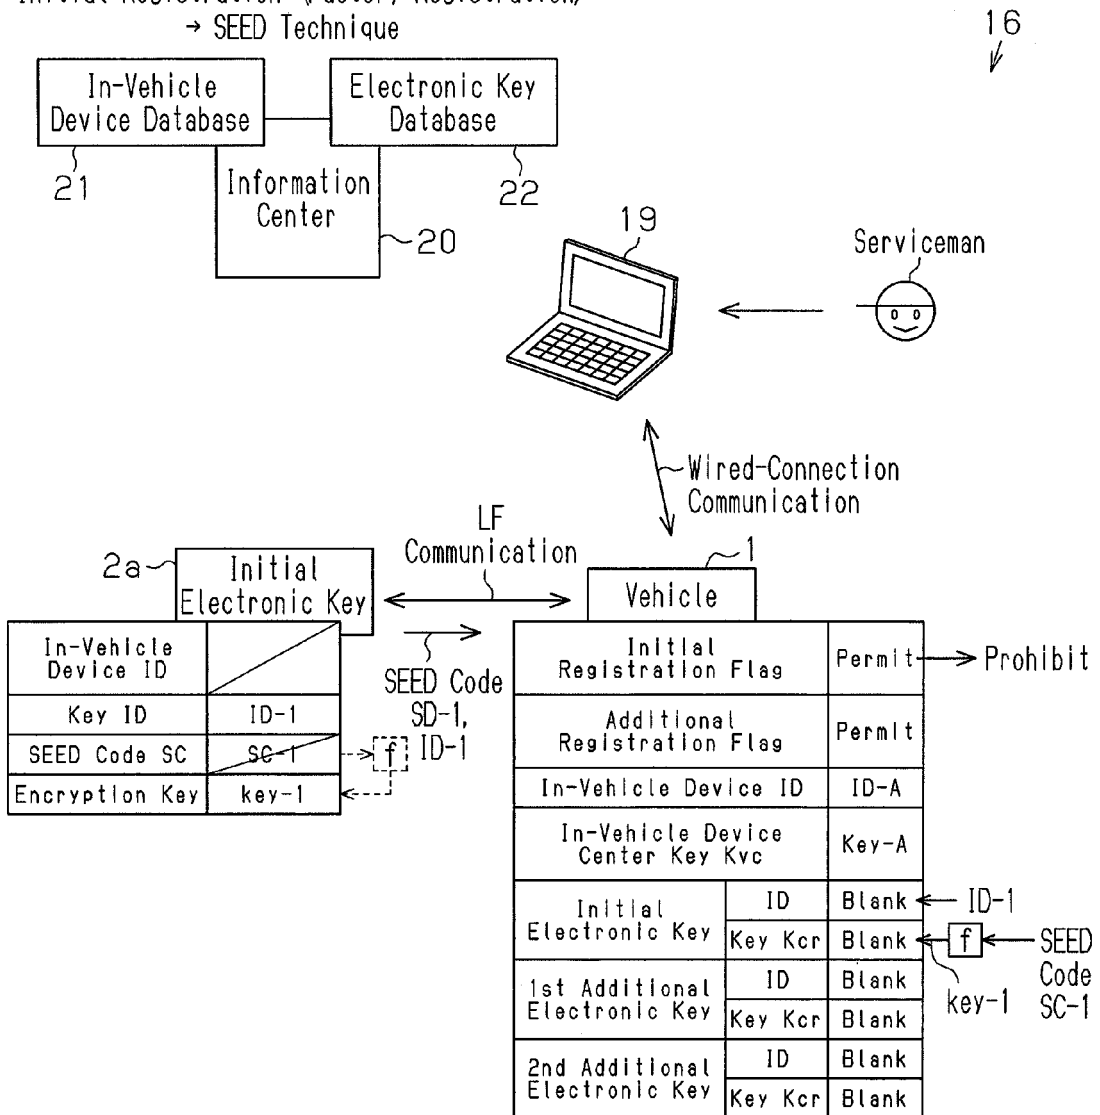 Initial Registration (Factory Registration)
→ SEED Technique
16
In-Vehicle
Device Database
Electronic Key
Database
21
22
Information
Center
20
19
Serviceman
Wired-Connection
Communication
LF
Communication
2a
Initial
Electronic Key
1
Vehicle
In-Vehicle
Device ID
Key ID
ID-1
SEED Code SC
SC-1
Encryption Key
key-1
f
SEED Code
SD-1,
ID-1
Initial
Registration Flag
Permit
Prohibit
Additional
Registration Flag
Permit
In-Vehicle Device ID
ID-A
In-Vehicle Device
Center Key Kvc
Key-A
Initial
Electronic Key
ID
Blank
ID-1
Key Kcr
Blank
f
SEED
Code
SC-1
key-1
1st Additional
Electronic Key
ID
Blank
Key Kcr
Blank
2nd Additional
Electronic Key
ID
Blank
Key Kcr
Blank